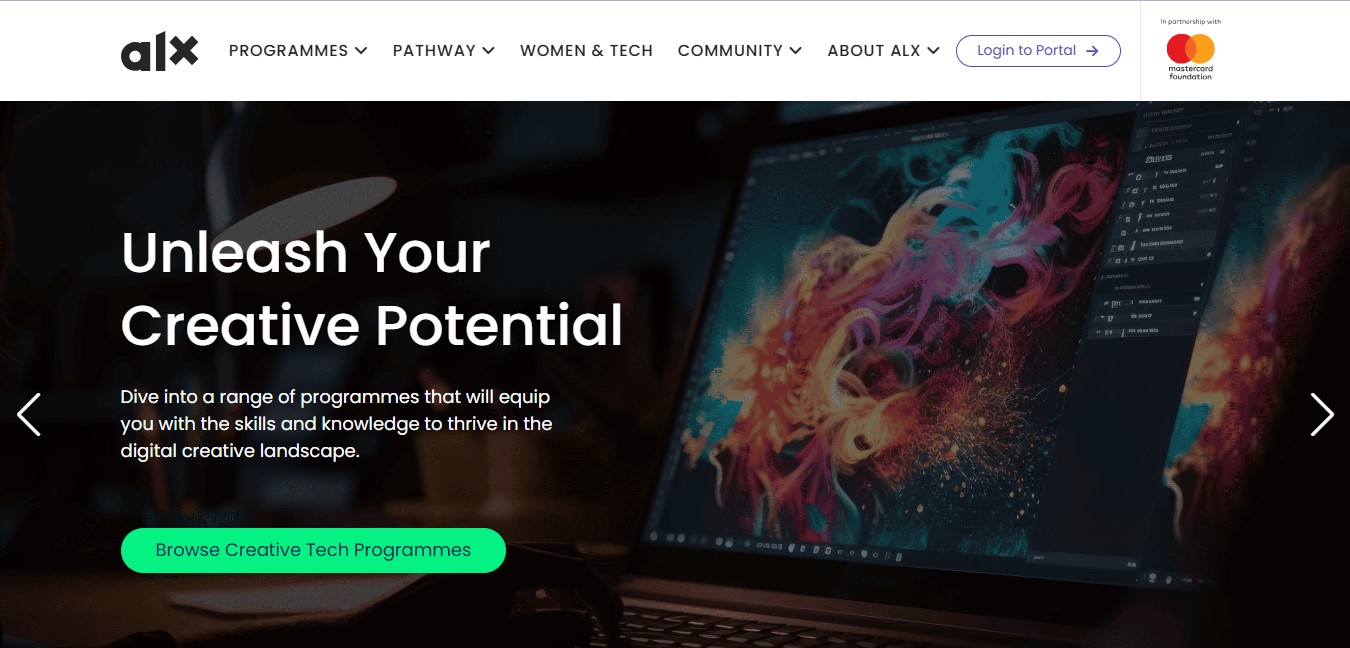 alx
PROGRAMMES
PATHWAY
WOMEN & TECH
COMMUNITY
ABOUT ALX
Login to Portal
In partnership with
mastercard
foundation
Unleash Your
Creative Potential
Dive into a range of programmes that will equip
you with the skills and knowledge to thrive in the
digital creative landscape.
Browse Creative Tech Programmes